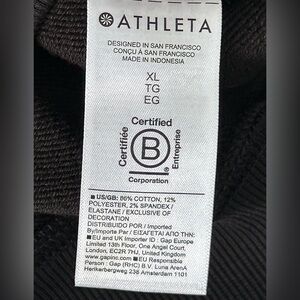 ATHLETA
DESIGNED IN SAN FRANCISCO
CONÇU À SAN FRANCISCO
MADE IN INDONESIA
XL
TG
EG
Certified
Certifiée
B
Entreprise
®
Corporation
■ US/GB: 86% COTTON, 12%
POLYESTER, 2% SPANDEX /
ELASTANE / EXCLUSIVE OF
DECORATION
DISTRIBUIDO POR / Imported
By/Importe Par / ΕΙΣΑΓΕΤΑΙ ΑΠΟ ΤΗΝ:
■ EU and UK Importer ID : Gap Europe
Limited 13th Floor, One Angel Court,
London, EC2R 7HJ, United Kingdom.
www.gapinc.com ■ EU Responsible
Person : Gap (RHC) B.V. Luna ArenA
Herikerbergweg 238 Amsterdam 1101